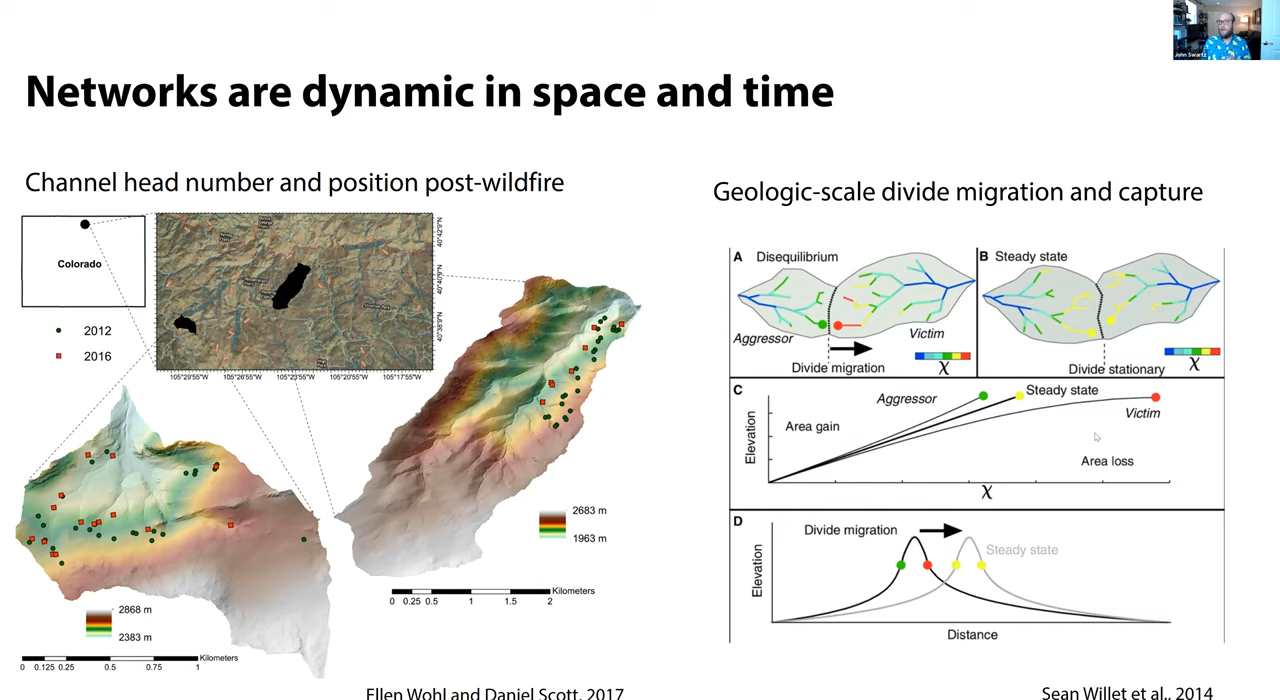 John Swartz
Networks are dynamic in space and time
Channel head number and position post-wildfire
Colorado
2012
2016
105°29'55"W 105°26'55"W 105°23'55"W 105°20'55"W 105°17'55"W
2683 m
1963 m
0 0.25 0.5 1 1.5 2 Kilometers
2868 m
2383 m
0 0.125 0.25 0.5 0.75 1 Kilometers
Ellen Wohl and Daniel Scott, 2017
Geologic-scale divide migration and capture
A Disequilibrium
Aggressor
Victim
Divide migration
χ
B Steady state
Divide stationary
χ
C
Aggressor
Steady state
Victim
Area gain
Area loss
Elevation
χ
D
Divide migration
Steady state
Elevation
Distance
Sean Willet et al., 2014